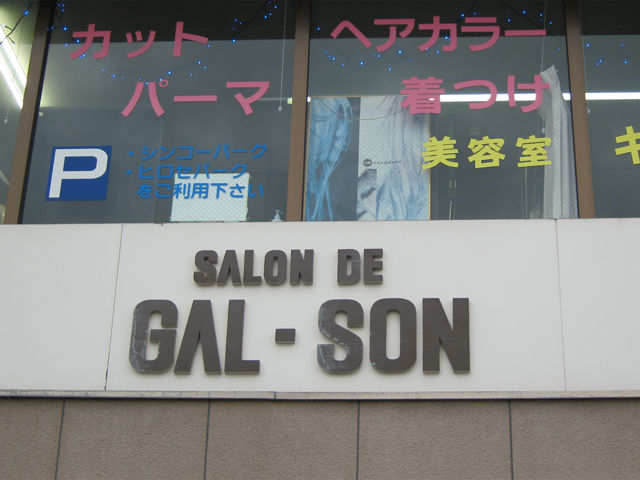 カット
パーマ
ヘアカラー
着つけ
美容室
キ
P
・シンコーパーク
・ヒロセパーク
をご利用下さい
SALON DE
GAL-SON